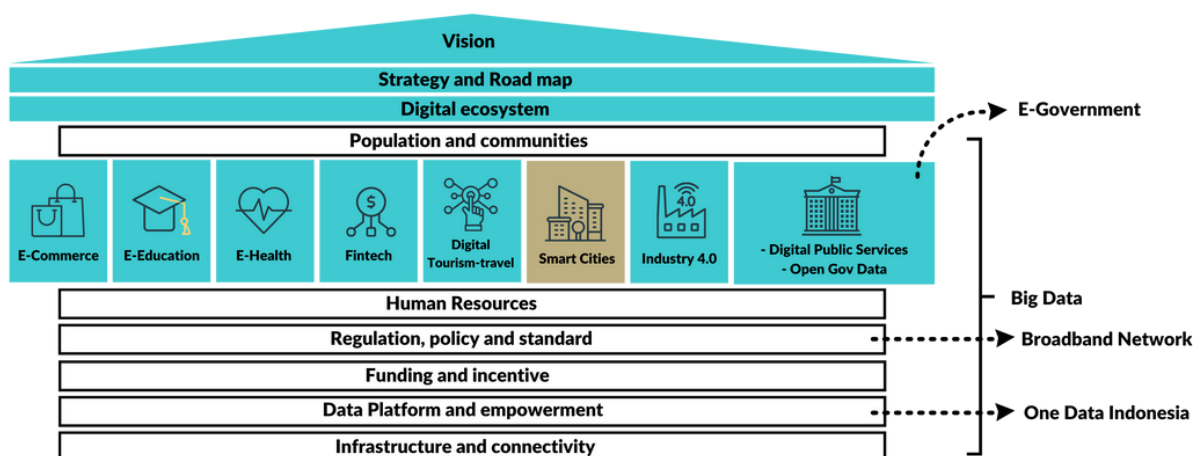 Vision
Strategy and Road map
Digital ecosystem
E-Government
Population and communities
$
4.0
E-Commerce
E-Education
E-Health
Fintech
Digital
Tourism-travel
Smart Cities
Industry 4.0
- Digital Public Services
- Open Gov Data
Human Resources
Big Data
Regulation, policy and standard
Broadband Network
Funding and incentive
Data Platform and empowerment
One Data Indonesia
Infrastructure and connectivity